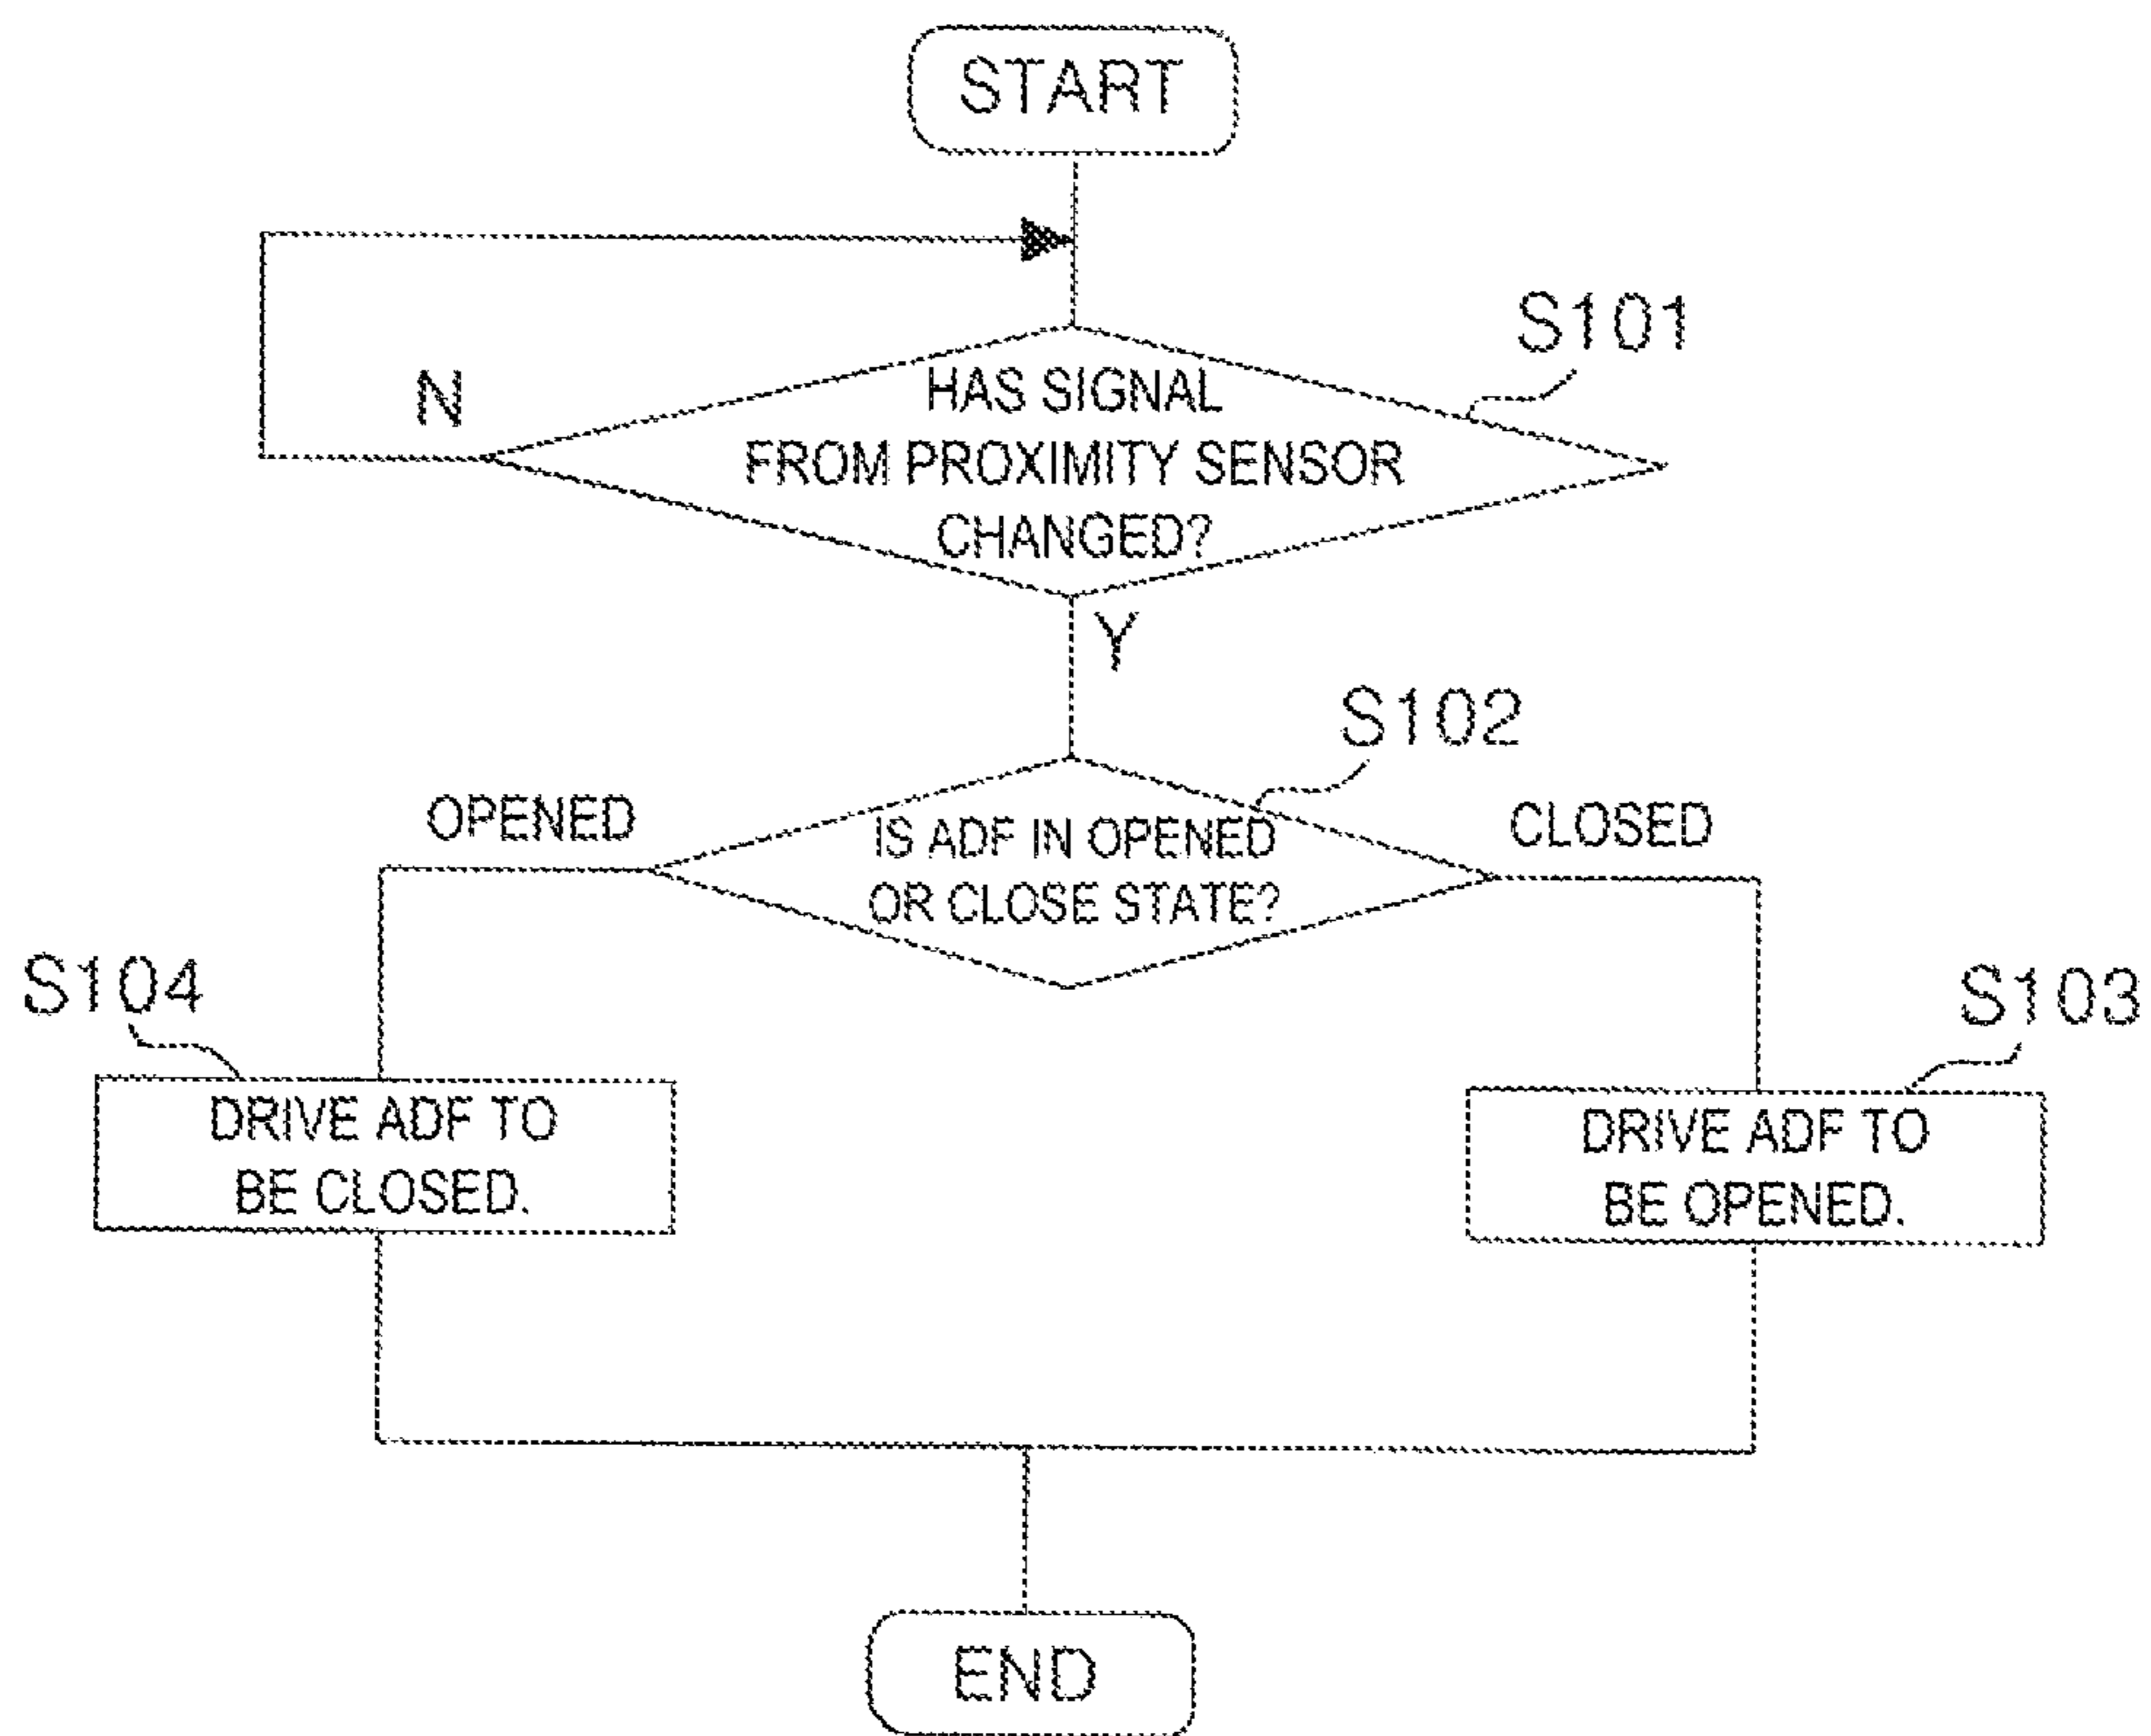 START
S101
N
HAS SIGNAL
FROM PROXIMITY SENSOR
CHANGED?
Y
S102
OPENED
IS ADF IN OPENED
OR CLOSE STATE?
CLOSED
S104
S103
DRIVE ADF TO
BE CLOSED.
DRIVE ADF TO
BE OPENED.
END